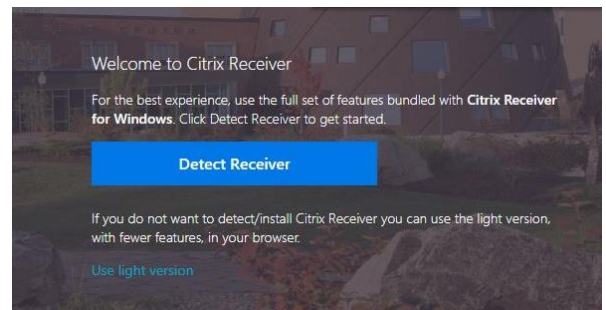 Welcome to Citrix Receiver
For the best experience, use the full set of features bundled with Citrix Receiver
for Windows. Click Detect Receiver to get started.
Detect Receiver
If you do not want to detect/install Citrix Receiver you can use the light version,
with fewer features, in your browser.
Use light version